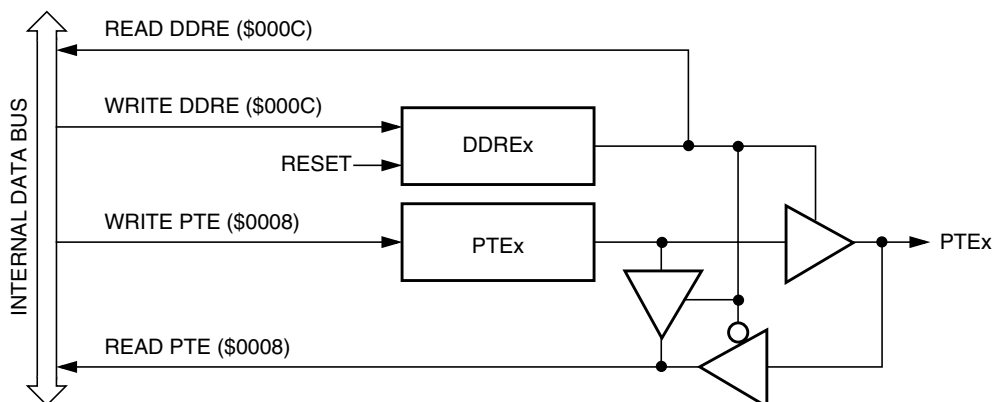 READ DDRE ($000C)
WRITE DDRE ($000C)
DDREx
RESET
WRITE PTE ($0008)
PTEx
PTEx
READ PTE ($0008)
INTERNAL DATA BUS